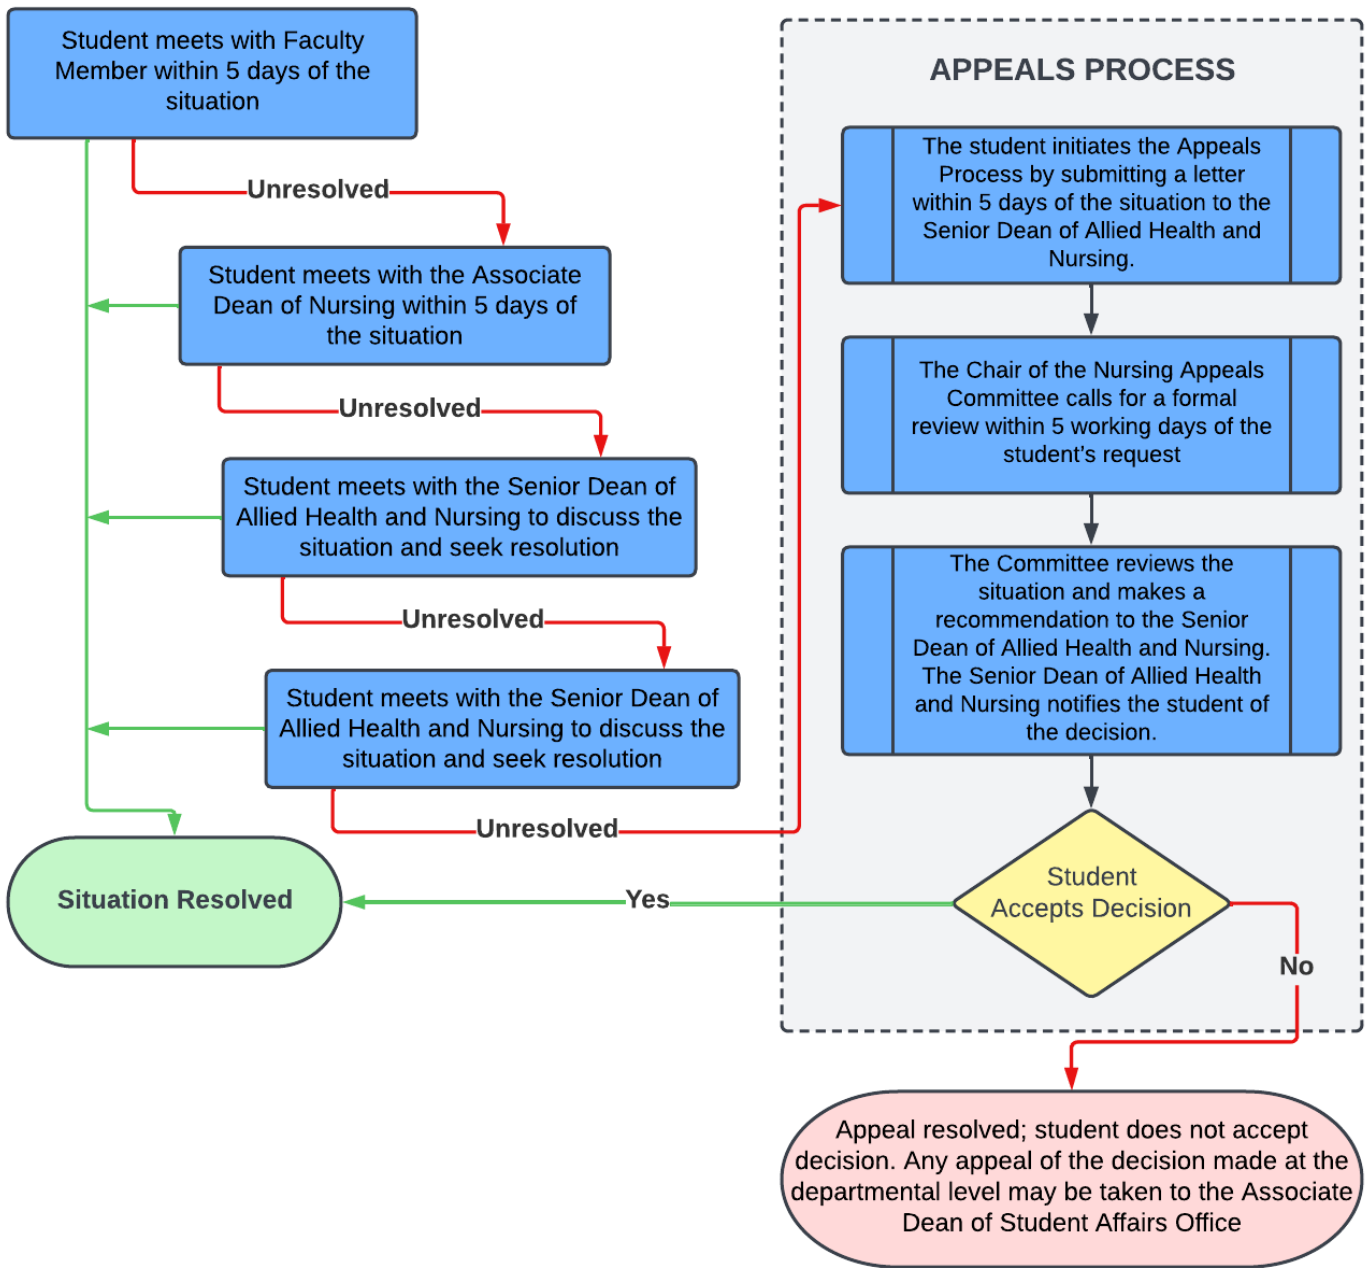 Student meets with Faculty
Member within 5 days of the
situation
Unresolved
Student meets with the Associate
Dean of Nursing within 5 days of
the situation
Unresolved
Student meets with the Senior Dean of
Allied Health and Nursing to discuss the
situation and seek resolution
Unresolved
Student meets with the Senior Dean of
Allied Health and Nursing to discuss the
situation and seek resolution
Unresolved
APPEALS PROCESS
The student initiates the Appeals
Process by submitting a letter
within 5 days of the situation to the
Senior Dean of Allied Health and
Nursing.
The Chair of the Nursing Appeals
Committee calls for a formal
review within 5 working days of the
student’s request
The Committee reviews the
situation and makes a
recommendation to the Senior
Dean of Allied Health and Nursing.
The Senior Dean of Allied Health
and Nursing notifies the student of
the decision.
Student
Accepts Decision
Yes
Situation Resolved
No
Appeal resolved; student does not accept
decision. Any appeal of the decision made at the
departmental level may be taken to the Associate
Dean of Student Affairs Office